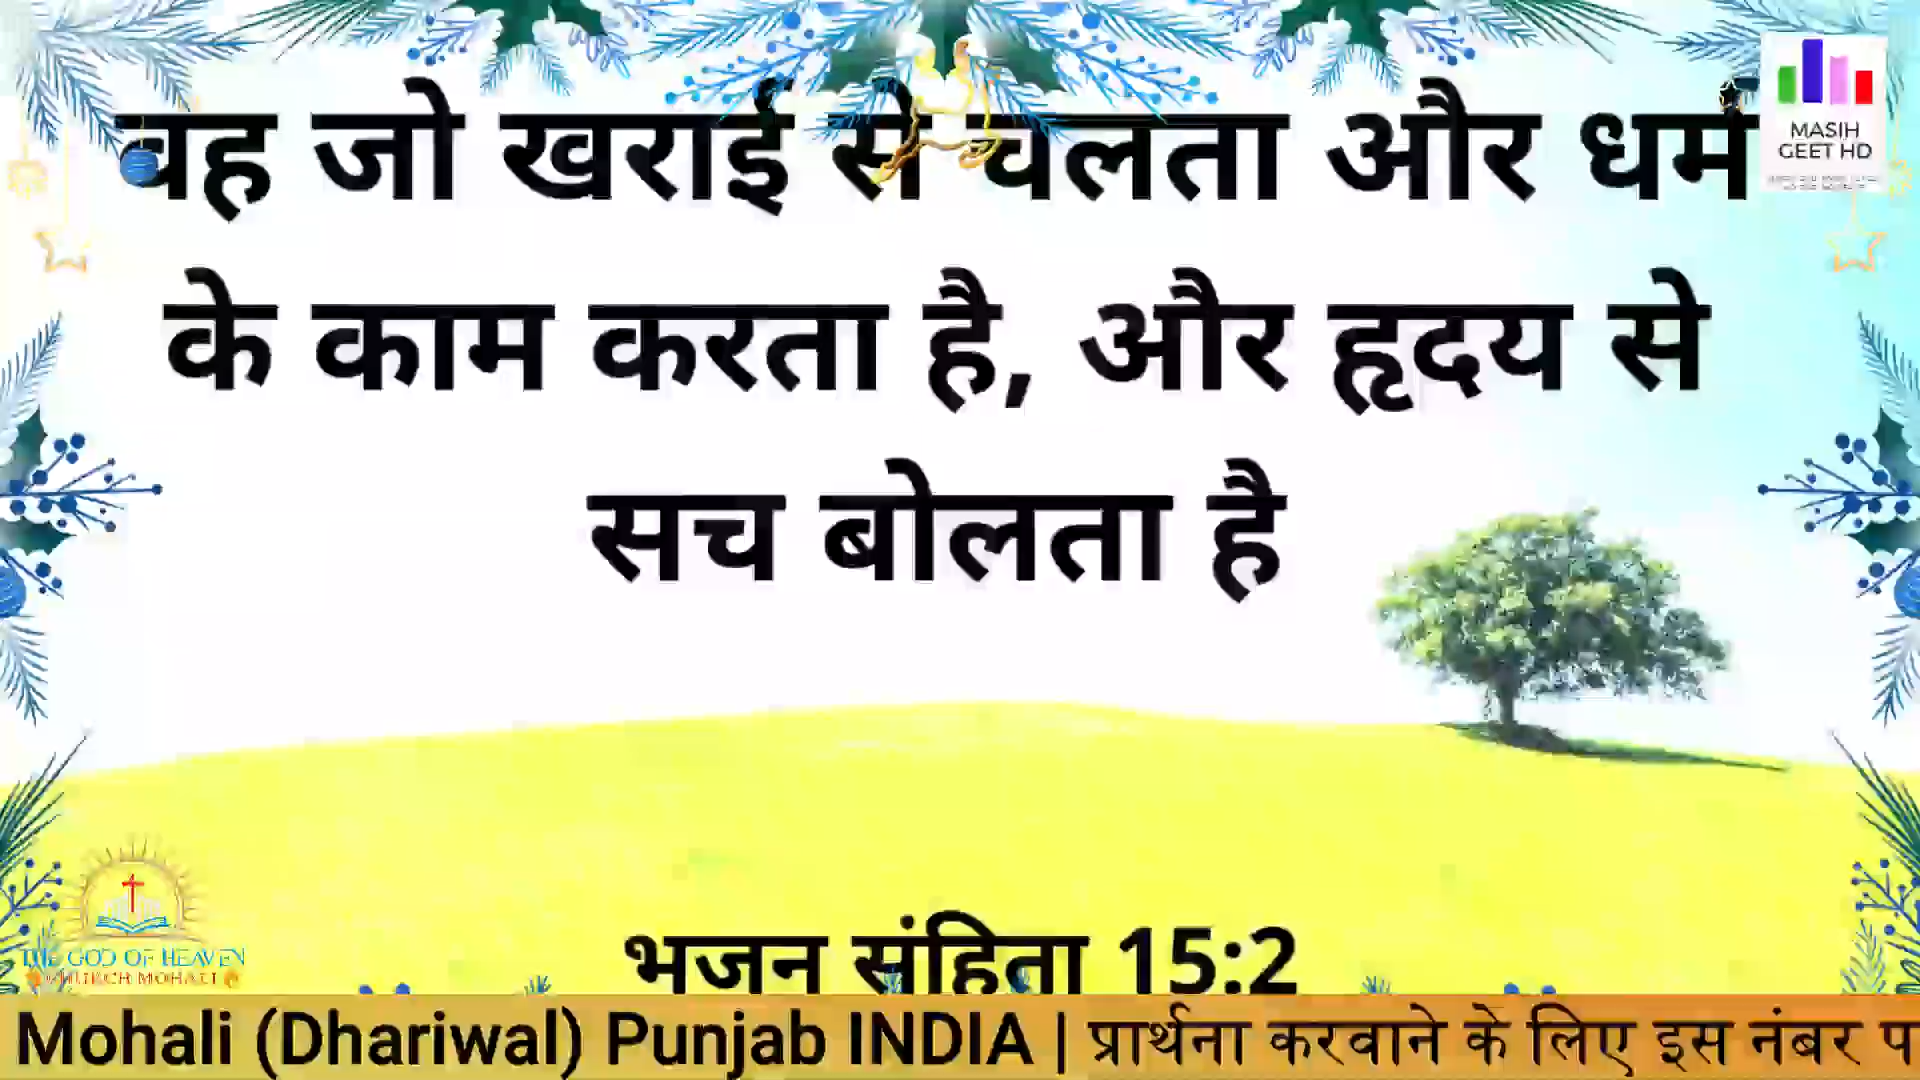 वह जो खराई से चलता और धर्म
के काम करता है, और हृदय से
सच बोलता है
MASIH
GEET HD
भजन संहिता 15:2
THE GOD OF HEAVEN
CHURCH MOHALI
Mohali (Dhariwal) Punjab INDIA | प्रार्थना करवाने के लिए इस नंबर प